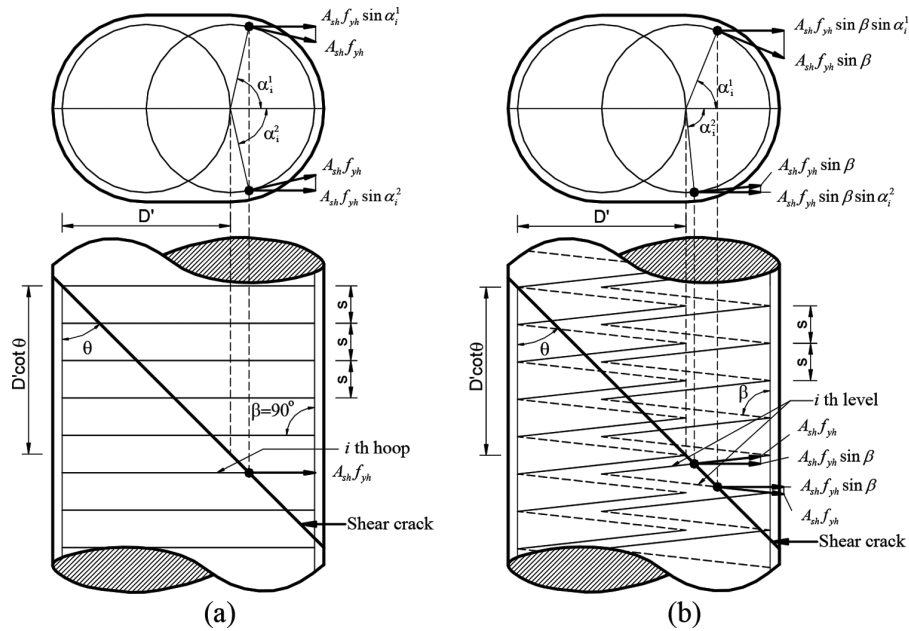 A_sh f_yh sin α_i^1
A_sh f_yh
α_i^1
α_i^2
A_sh f_yh
A_sh f_yh sin α_i^2
D'
D'cot θ
θ
s
s
s
β=90°
i th hoop
A_sh f_yh
Shear crack
(a)
A_sh f_yh sin β sin α_i^1
A_sh f_yh sin β
α_i^1
α_i^2
A_sh f_yh sin β
A_sh f_yh sin β sin α_i^2
D'
D'cotθ
θ
s
s
β
i th level
A_sh f_yh
A_sh f_yh sin β
A_sh f_yh sin β
A_sh f_yh
Shear crack
(b)